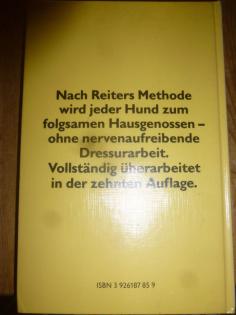 Nach Reiters Methode
wird jeder Hund zum
folgsamen Hausgenossen –
ohne nervenaufreibende
Dressurarbeit.
Vollständig überarbeitet
in der zehnten Auflage.
ISBN 3 926187 85 9